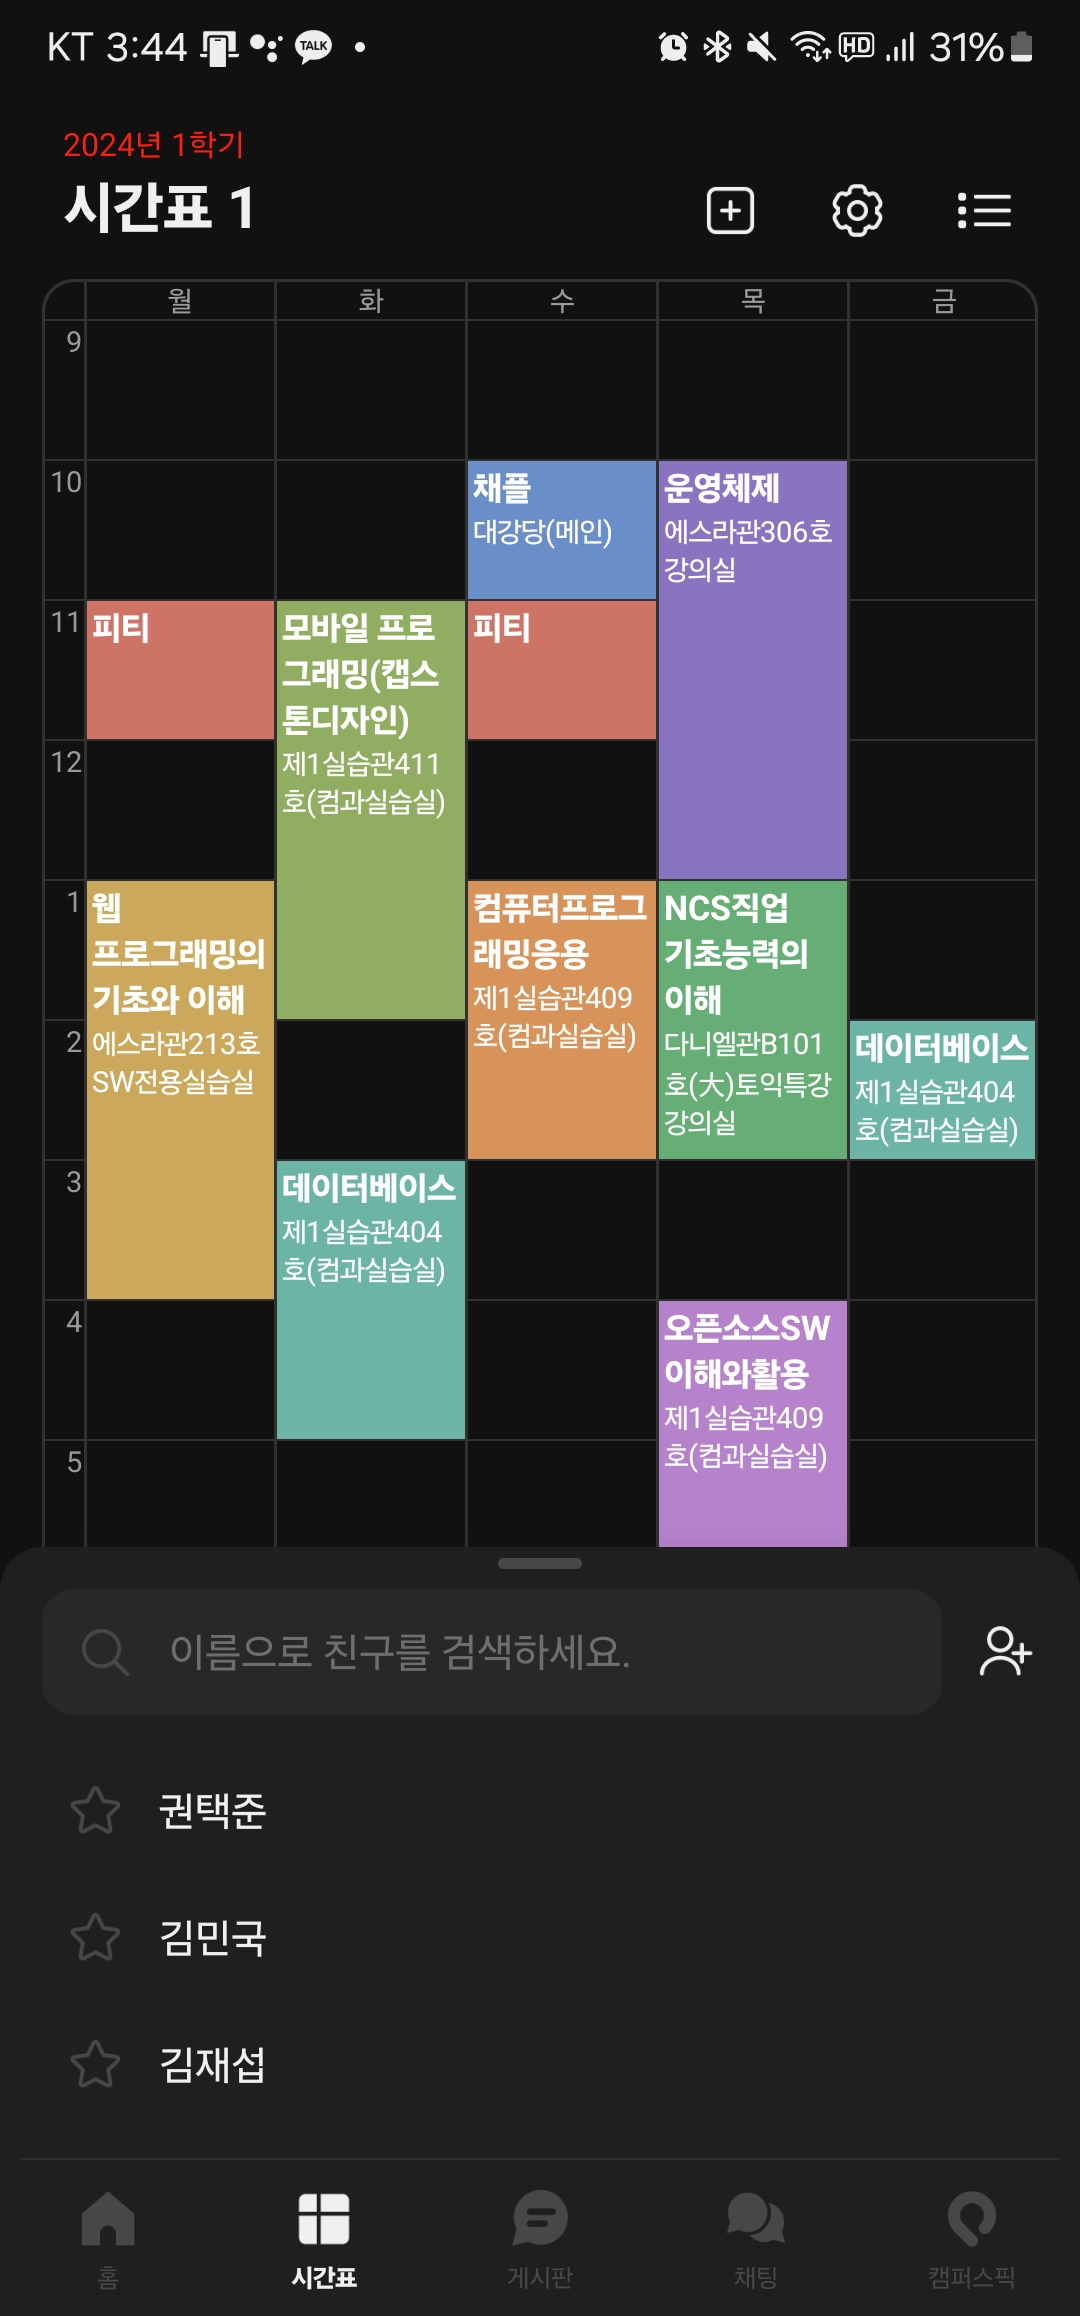 KT 3:44 TALK HD 31%
2024년 1학기
시간표 1
월 화 수 목 금
9
10
채플
대강당(메인)
운영체제
에스라관306호
강의실
11
피티
모바일 프로
그래밍(캡스
톤디자인)
제1실습관411
호(컴과실습실)
피티
12
1
웹
프로그래밍의
기초와 이해
에스라관213호
SW전용실습실
컴퓨터프로그
래밍응용
제1실습관409
호(컴과실습실)
NCS직업
기초능력의
이해
다니엘관B101
호(大)토익특강
강의실
2
데이터베이스
제1실습관404
호(컴과실습실)
3
데이터베이스
제1실습관404
호(컴과실습실)
4
오픈소스SW
이해와활용
제1실습관409
호(컴과실습실)
5
이름으로 친구를 검색하세요.
권택준
김민국
김재섭
홈 시간표 게시판 채팅 캠퍼스픽